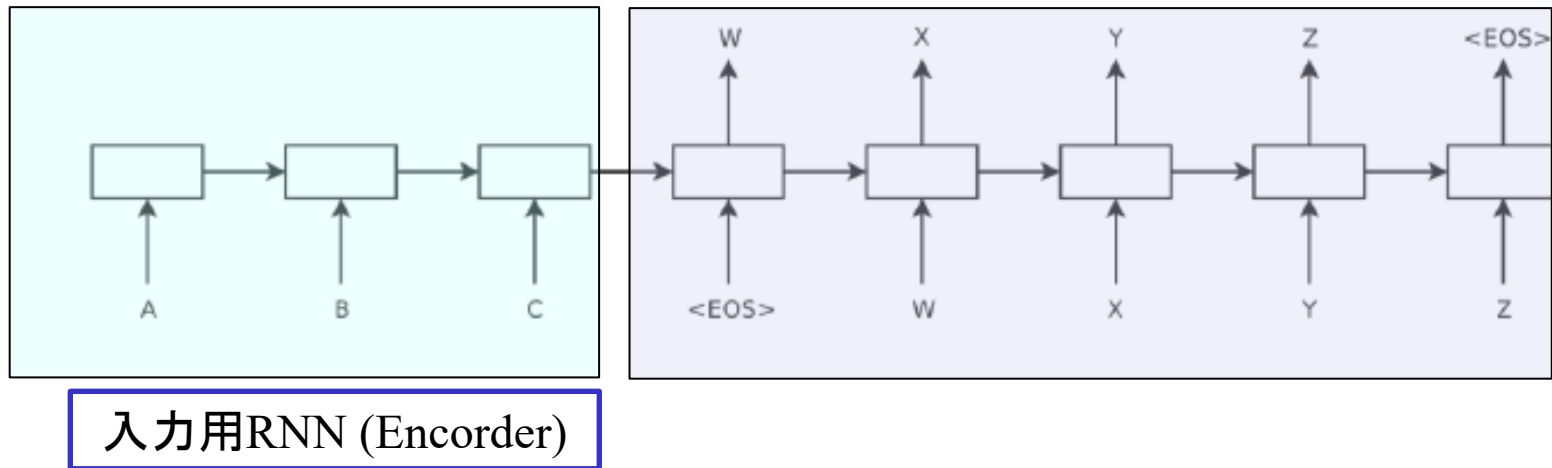 W X Y Z <EOS>
A B C <EOS> W X Y Z
入力用RNN (Encorder)